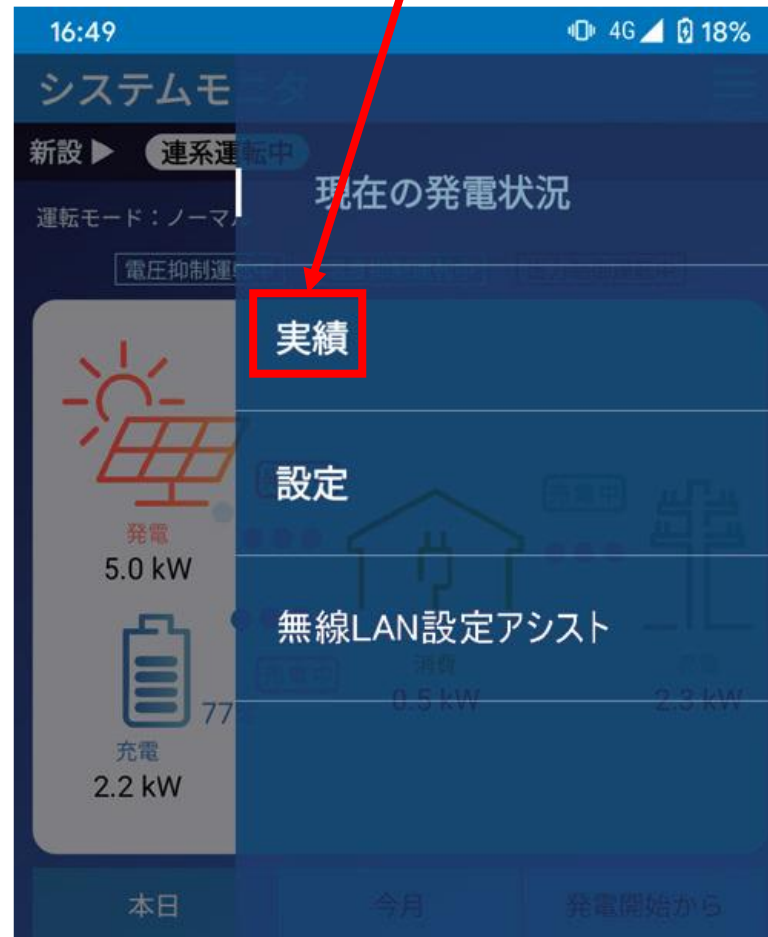 16:49 4G 18%
システムモニタ
新設▶ 連系運転中
現在の発電状況
運転モード：ノーマル
電圧抑制運
実績
設定
発電
5.0 kW
無線LAN設定アシスト
77
消費
0.5 kW 2.3 kW
充電
2.2 kW
本日 今月 発電開始から